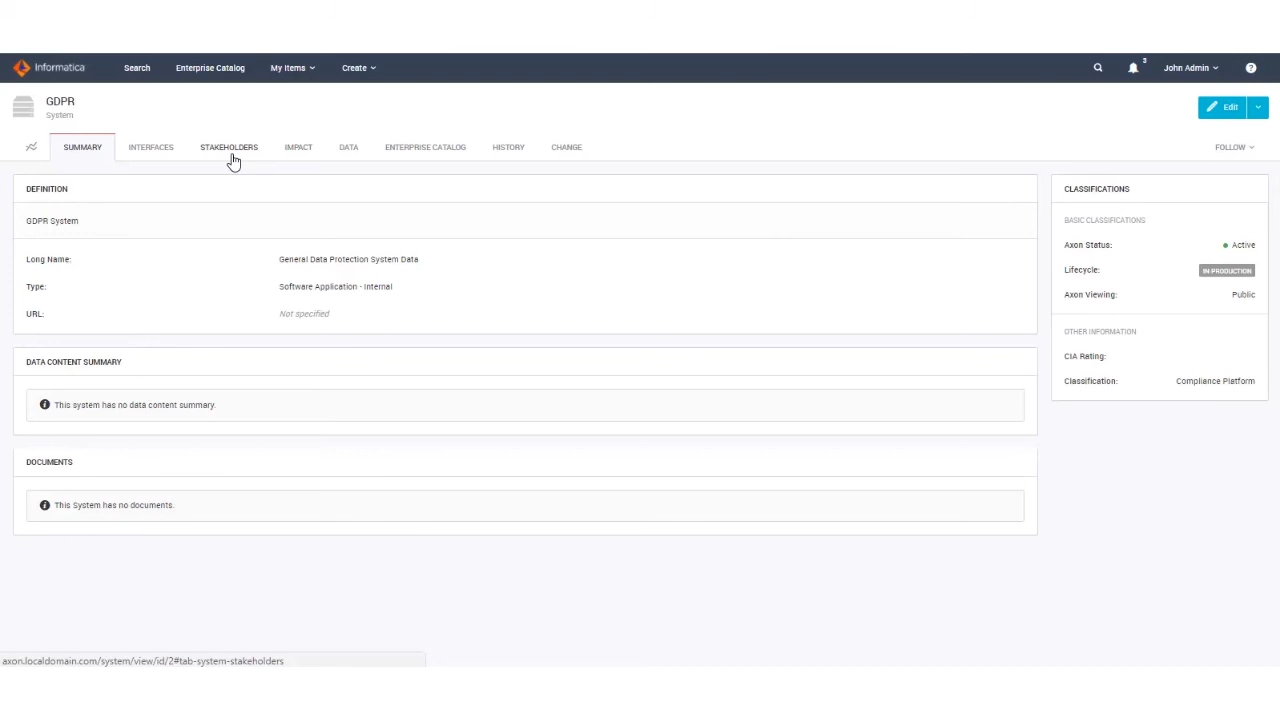 Informatica Search Enterprise Catalog My Items Create 3 John Admin ?
GDPR
System
Edit
SUMMARY INTERFACES STAKEHOLDERS IMPACT DATA ENTERPRISE CATALOG HISTORY CHANGE FOLLOW
DEFINITION
GDPR System
Long Name: General Data Protection System Data
Type: Software Application - Internal
URL: Not specified
DATA CONTENT SUMMARY
This system has no data content summary.
DOCUMENTS
This System has no documents.
CLASSIFICATIONS
BASIC CLASSIFICATIONS
Axon Status: Active
Lifecycle: IN PRODUCTION
Axon Viewing: Public
OTHER INFORMATION
CIA Rating:
Classification: Compliance Platform
axon.localdomain.com/system/view/id/2#tab-system-stakeholders